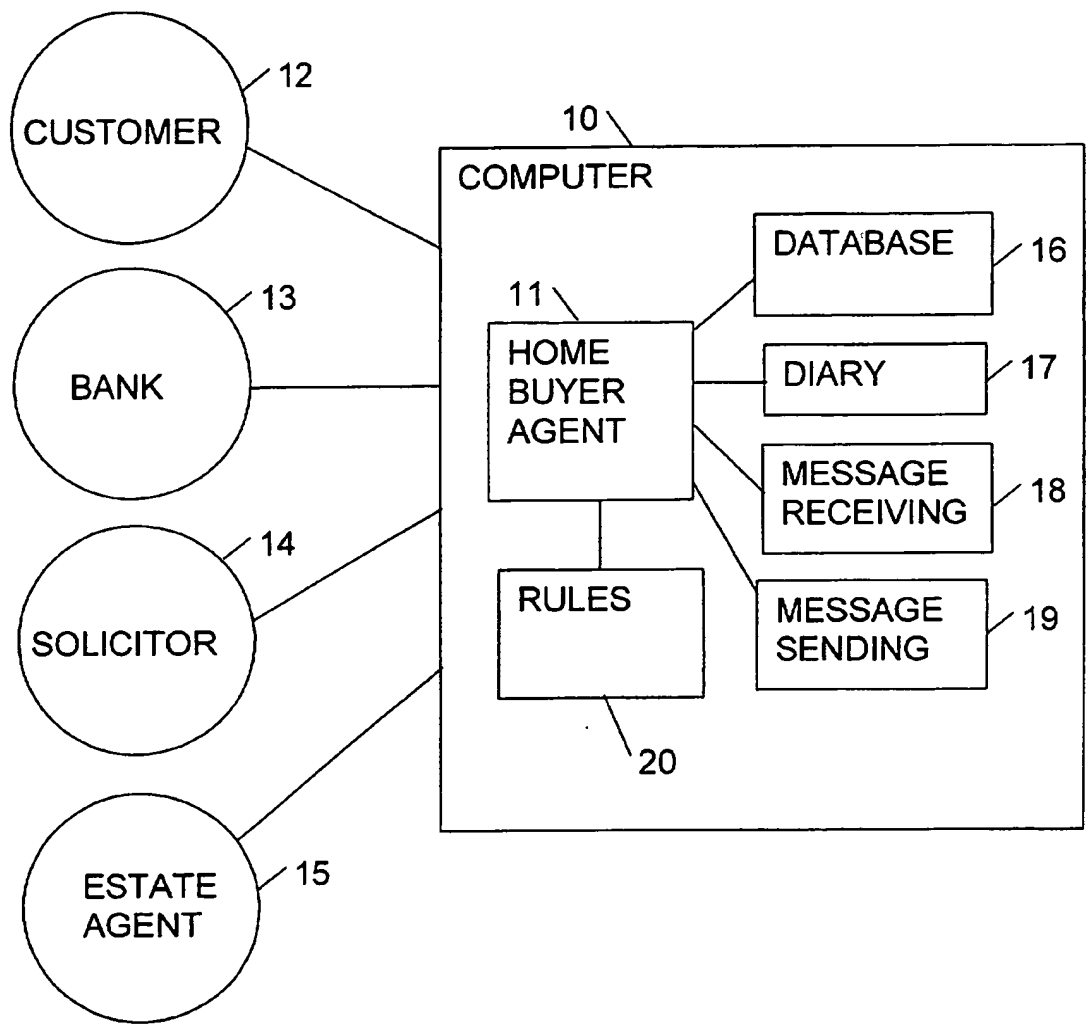 12
CUSTOMER
10
COMPUTER
DATABASE
16
13
11
BANK
HOME
BUYER
AGENT
DIARY
17
MESSAGE
RECEIVING
18
14
SOLICITOR
RULES
MESSAGE
SENDING
19
20
15
ESTATE
AGENT